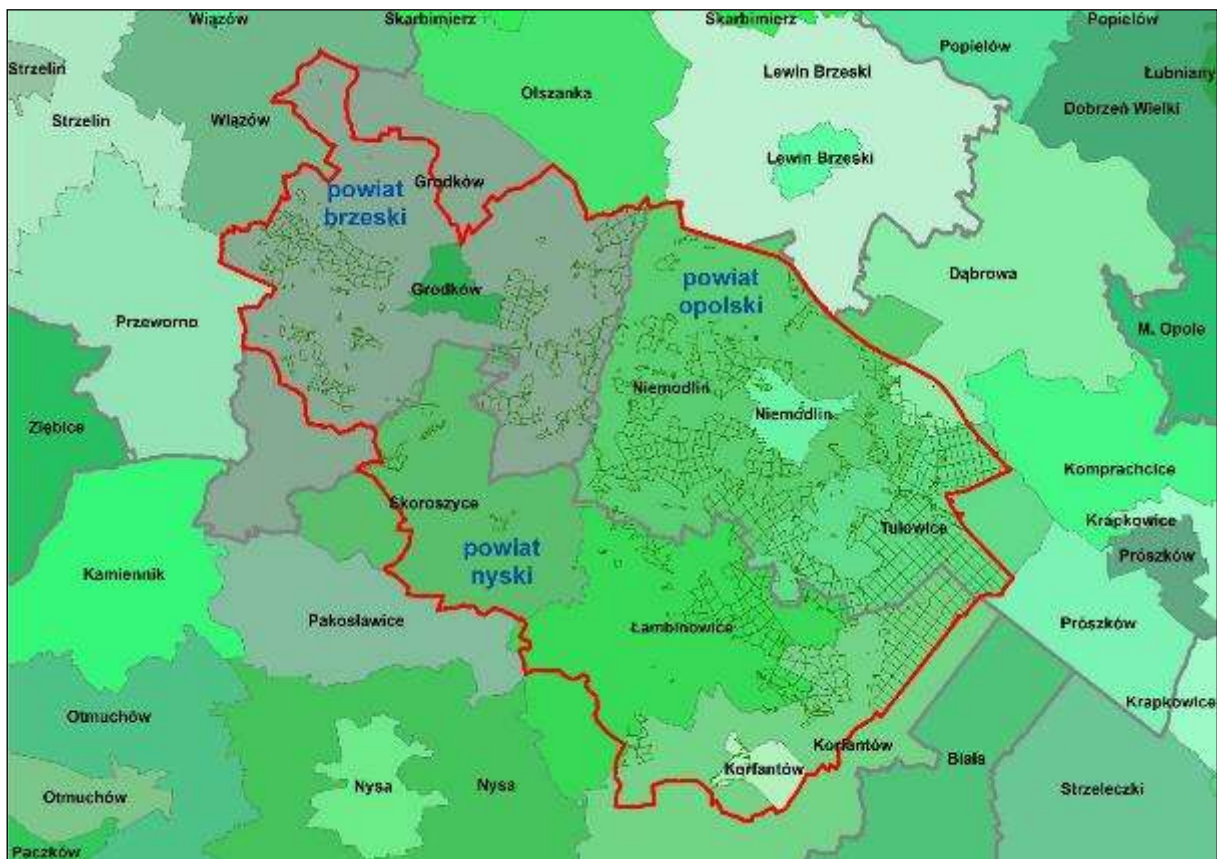 Wiązów
Skarbimierz
Skarbimierz
Popielów
Popielów
Strzelin
Lewin Brzeski
Łubniany
Olszanka
Dobrzeń Wielki
Strzelin
Wiązów
Lewin Brzeski
Grodków
powiat
brzeski
Dąbrowa
powiat
opolski
Grodków
Przeworno
M. Opole
Niemodlin
Niemodlin
Ziębice
Komprachcice
Skoroszyce
Tułowice
Krapkowice
powiat
nyski
Prószków
Kamiennik
Pakosławice
Łambinowice
Prószków
Krapkowice
Otmuchów
Korfantów
Biała
Korfantów
Nysa
Nysa
Strzeleczki
Otmuchów
Paczków